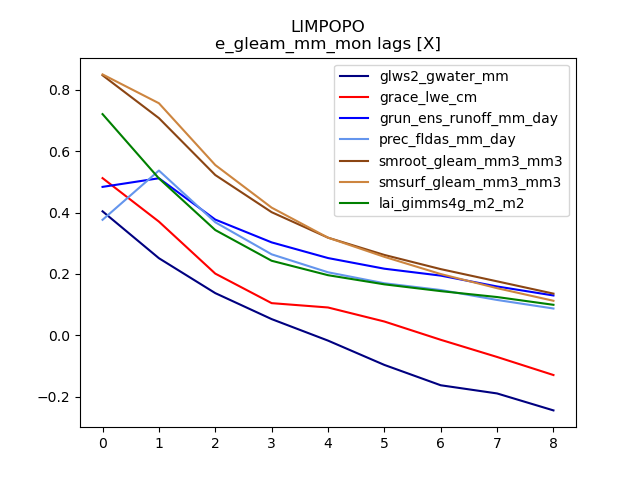 LIMPOPO
e_gleam_mm_mon lags [X]
glws2_gwater_mm
grace_lwe_cm
grun_ens_runoff_mm_day
prec_fldas_mm_day
smroot_gleam_mm3_mm3
smsurf_gleam_mm3_mm3
lai_gimms4g_m2_m2
0.8
0.6
0.4
0.2
0.0
−0.2
0 1 2 3 4 5 6 7 8